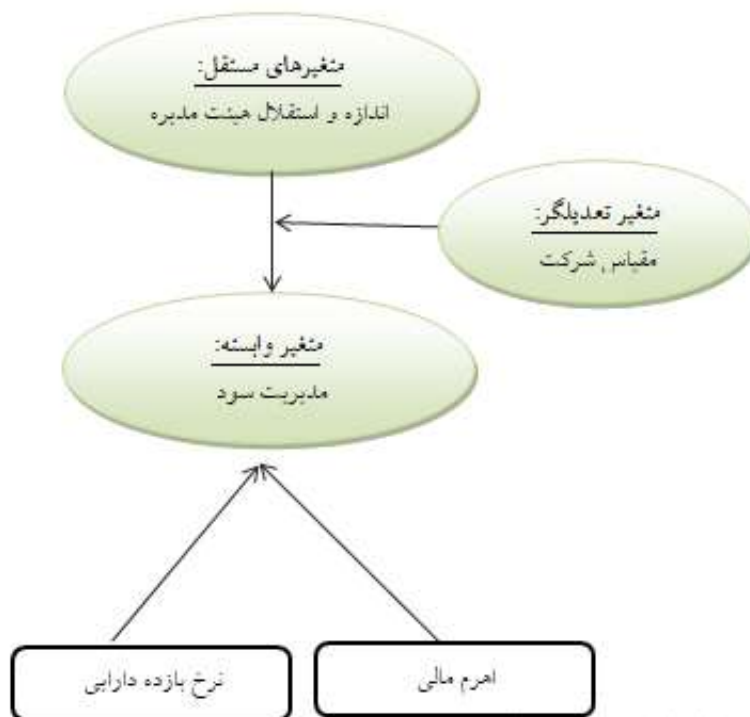 متغیرهای مستقل:
اندازه و استقلال هیئت مدیره
متغیر تعدیلگر:
مقیاس شرکت
متغیر وابسته:
مدیریت سود
نرخ بازده دارایی
اهرم مالی